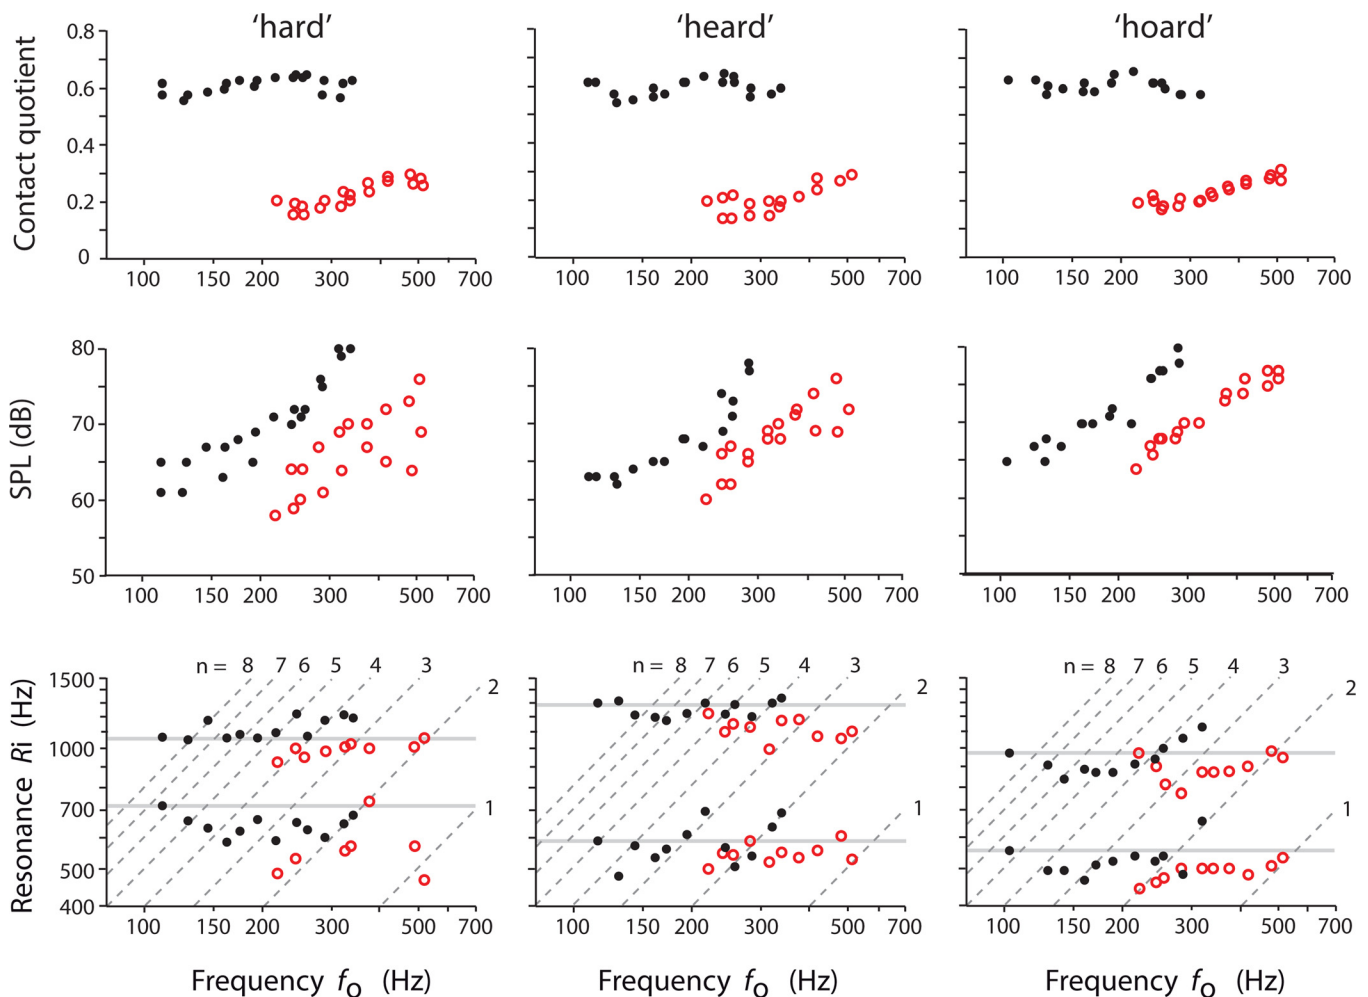 ‘hard’ ‘heard’ ‘hoard’
Contact quotient
0.8
0.6
0.4
0.2
0
100 150 200 300 500 700
100 150 200 300 500 700
100 150 200 300 500 700
SPL (dB)
80
70
60
50
100 150 200 300 500 700
100 150 200 300 500 700
100 150 200 300 500 700
Resonance Ri (Hz)
n = 8 7 6 5 4 3 2 1
n = 8 7 6 5 4 3 2 1
n = 8 7 6 5 4 3 2 1
1500
1000
700
500
400
100 150 200 300 500 700
100 150 200 300 500 700
100 150 200 300 500 700
Frequency fo (Hz)
Frequency fo (Hz)
Frequency fo (Hz)